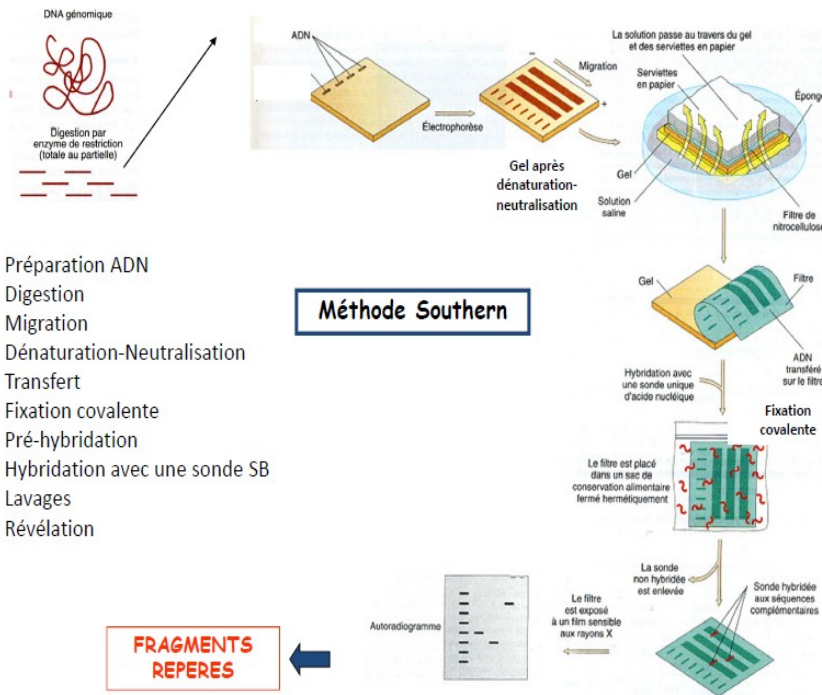 DNA génomique
Digestion par
enzyme de restriction
(totale au partielle)
ADN
Électrophorèse
–
Migration
+
Gel après
dénaturation-
neutralisation
La solution passe au travers du gel
et des serviettes en papier
Serviettes
en papier
Éponge
Gel
Solution
saline
Filtre de
nitrocellulose
Préparation ADN
Digestion
Migration
Dénaturation-Neutralisation
Transfert
Fixation covalente
Pré-hybridation
Hybridation avec une sonde SB
Lavages
Révélation
Méthode Southern
Gel
Filtre
ADN
transféré
sur le filtre
Hybridation avec
une sonde unique
d'acide nucléique
Fixation
covalente
Le filtre est placé
dans un sac de
conservation alimentaire
fermé hermétiquement
La sonde
non hybridée
est enlevée
Sonde hybridée
aux séquences
complémentaires
Le filtre
est exposé
à un film sensible
aux rayons X
Autoradiogramme
FRAGMENTS
REPERES